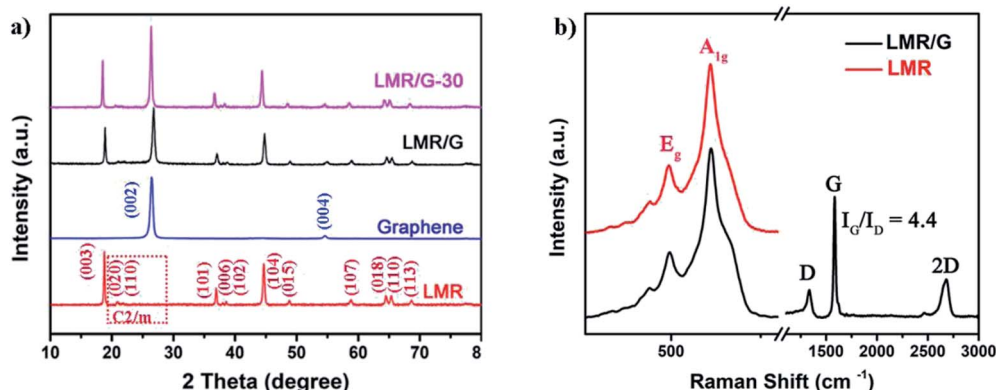 a)
Intensity (a.u.)
LMR/G-30
LMR/G
Graphene
(002)
(004)
(003)
(020)
(110)
C2/m
(101)
(006)
(102)
(104)
(015)
(107)
(018)
(110)
(113)
LMR
10 20 30 40 50 60 70 8
2 Theta (degree)
b)
Intensity (a.u.)
LMR/G
LMR
A1g
Eg
D
G
IG/ID = 4.4
2D
500 1500 2000 2500 3000
Raman Shift (cm -1)